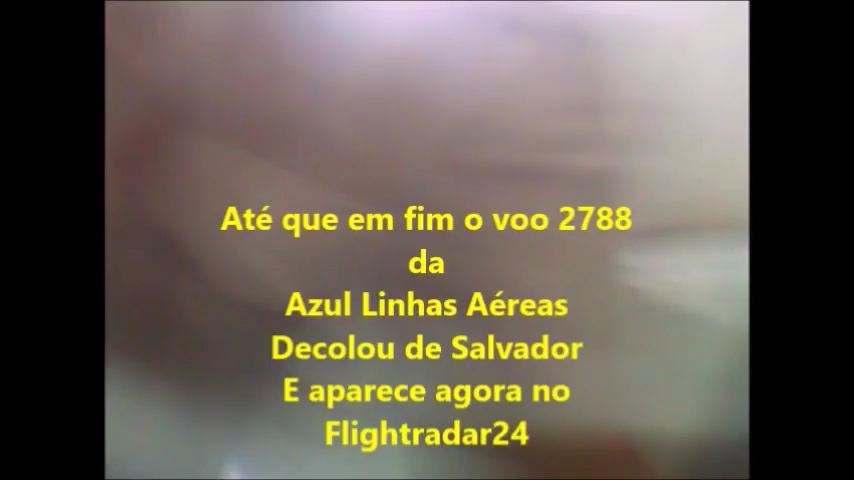 Até que em fim o voo 2788
da
Azul Linhas Aéreas
Decolou de Salvador
E aparece agora no
Flightradar24